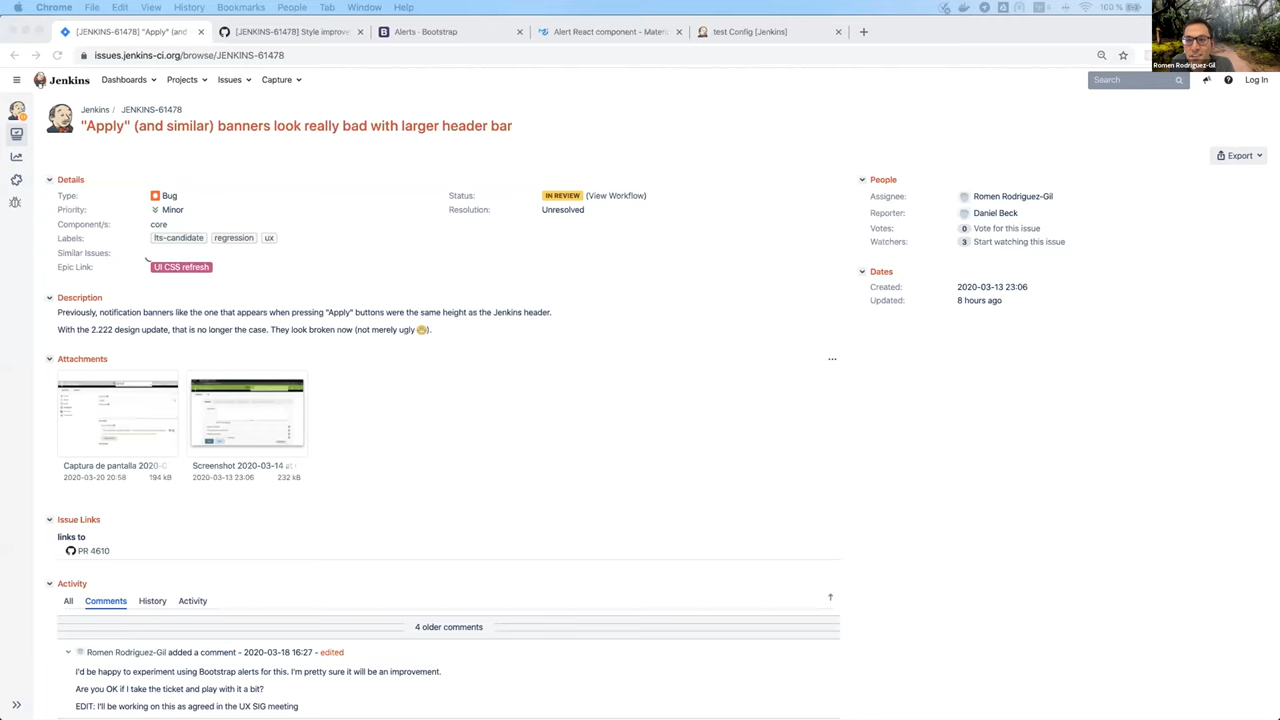 Chrome File Edit View History Bookmarks People Tab Window Help 100 %
[JENKINS-61478] "Apply" (and
[JENKINS-61478] Style improve
Alerts · Bootstrap
Alert React component - Materi
test Config [Jenkins]
issues.jenkins-ci.org/browse/JENKINS-61478
Romen Rodriguez-Gil
Jenkins Dashboards Projects Issues Capture Search Log In
Jenkins / JENKINS-61478
"Apply" (and similar) banners look really bad with larger header bar
Export
Details
Type: Bug
Priority: Minor
Component/s: core
Labels: lts-candidate regression ux
Similar Issues:
Epic Link: UI CSS refresh
Status: IN REVIEW (View Workflow)
Resolution: Unresolved
People
Assignee: Romen Rodriguez-Gil
Reporter: Daniel Beck
Votes: 0 Vote for this issue
Watchers: 3 Start watching this issue
Dates
Created: 2020-03-13 23:06
Updated: 8 hours ago
Description
Previously, notification banners like the one that appears when pressing "Apply" buttons were the same height as the Jenkins header.
With the 2.222 design update, that is no longer the case. They look broken now (not merely ugly ).
Attachments
Captura de pantalla 2020-0
2020-03-20 20:58 194 kB
Screenshot 2020-03-14 at
2020-03-13 23:06 232 kB
Issue Links
links to
PR 4610
Activity
All Comments History Activity
4 older comments
Romen Rodriguez-Gil added a comment - 2020-03-18 16:27 - edited
I'd be happy to experiment using Bootstrap alerts for this. I'm pretty sure it will be an improvement.
Are you OK if I take the ticket and play with it a bit?
EDIT: I'll be working on this as agreed in the UX SIG meeting